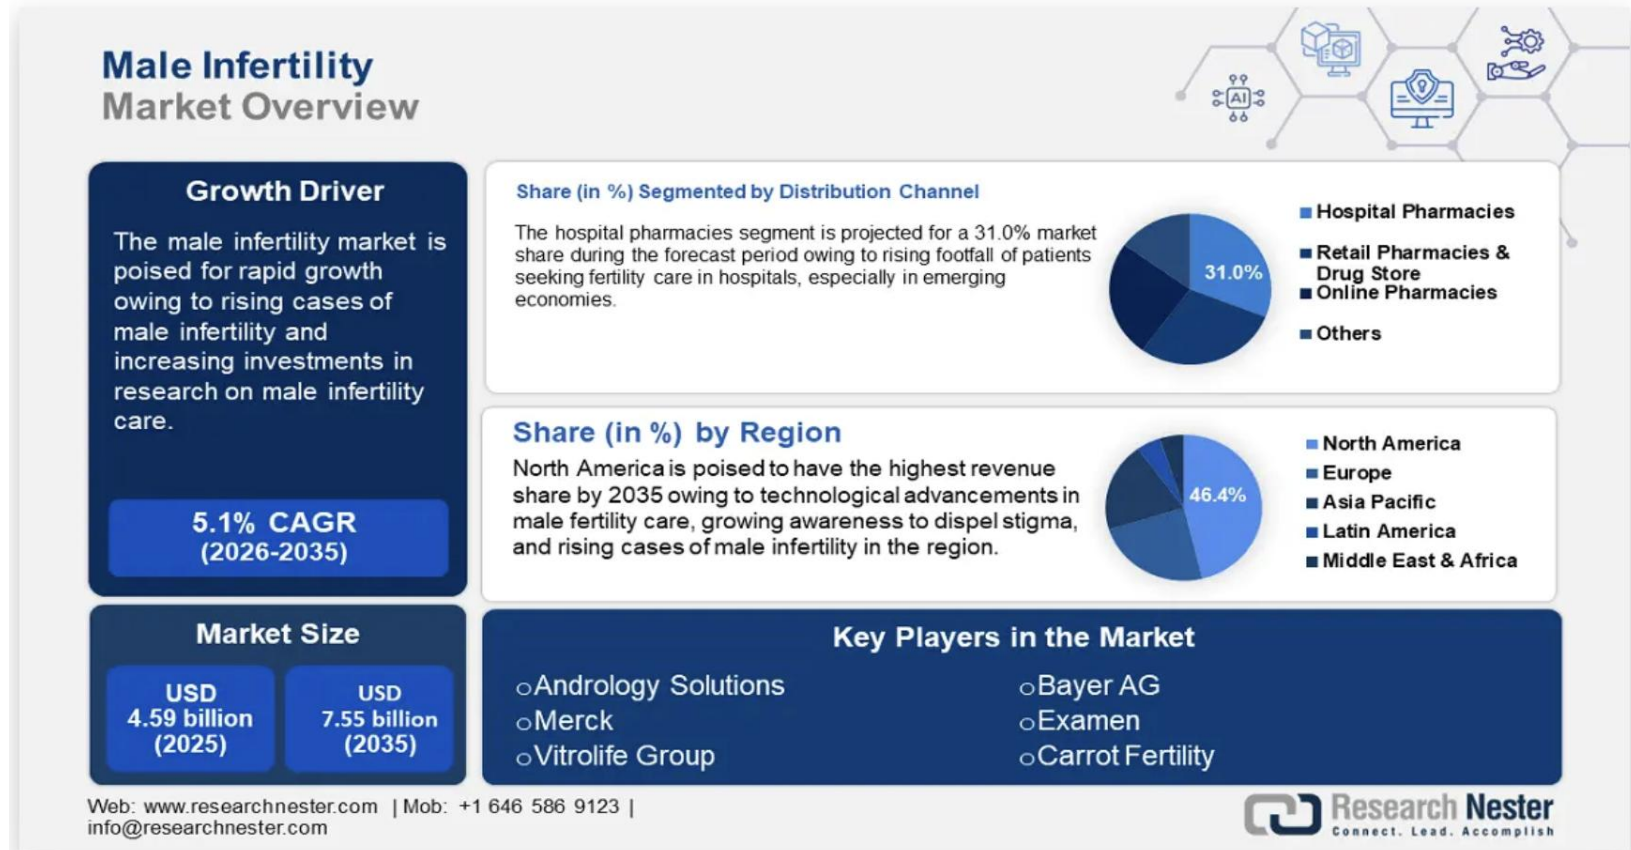 Male Infertility
Market Overview
AI
Growth Driver
The male infertility market is
poised for rapid growth
owing to rising cases of
male infertility and
increasing investments in
research on male infertility
care.
5.1% CAGR
(2026-2035)
Share (in %) Segmented by Distribution Channel
The hospital pharmacies segment is projected for a 31.0% market
share during the forecast period owing to rising footfall of patients
seeking fertility care in hospitals, especially in emerging
economies.
31.0%
Hospital Pharmacies
Retail Pharmacies &
Drug Store
Online Pharmacies
Others
Share (in %) by Region
North America is poised to have the highest revenue
share by 2035 owing to technological advancements in
male fertility care, growing awareness to dispel stigma,
and rising cases of male infertility in the region.
46.4%
North America
Europe
Asia Pacific
Latin America
Middle East & Africa
Market Size
USD
4.59 billion
(2025)
USD
7.55 billion
(2035)
Key Players in the Market
Andrology Solutions
Merck
Vitrolife Group
Bayer AG
Examen
Carrot Fertility
Web: www.researchnester.com | Mob: +1 646 586 9123 |
info@researchnester.com
Research Nester
Connect. Lead. Accomplish